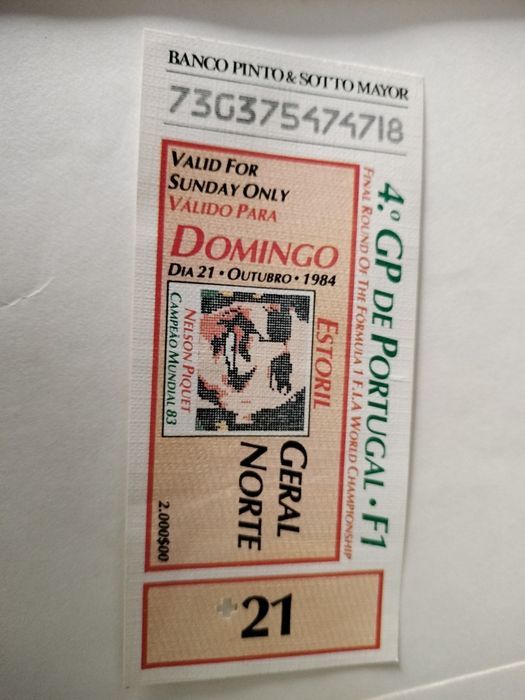 BANCO PINTO & SOTTO MAYOR
73G375474718
4.º GP DE PORTUGAL • F1
FINAL ROUND OF THE FÓRMULA 1 F.I.A WORLD CHAMPIONSHIP
VALID FOR
SUNDAY ONLY
VÁLIDO PARA
DOMINGO
DIA 21 • OUTUBRO • 1984
ESTORIL
NELSON PIQUET
CAMPEÃO MUNDIAL 83
GERAL
NORTE
2.000$00
21